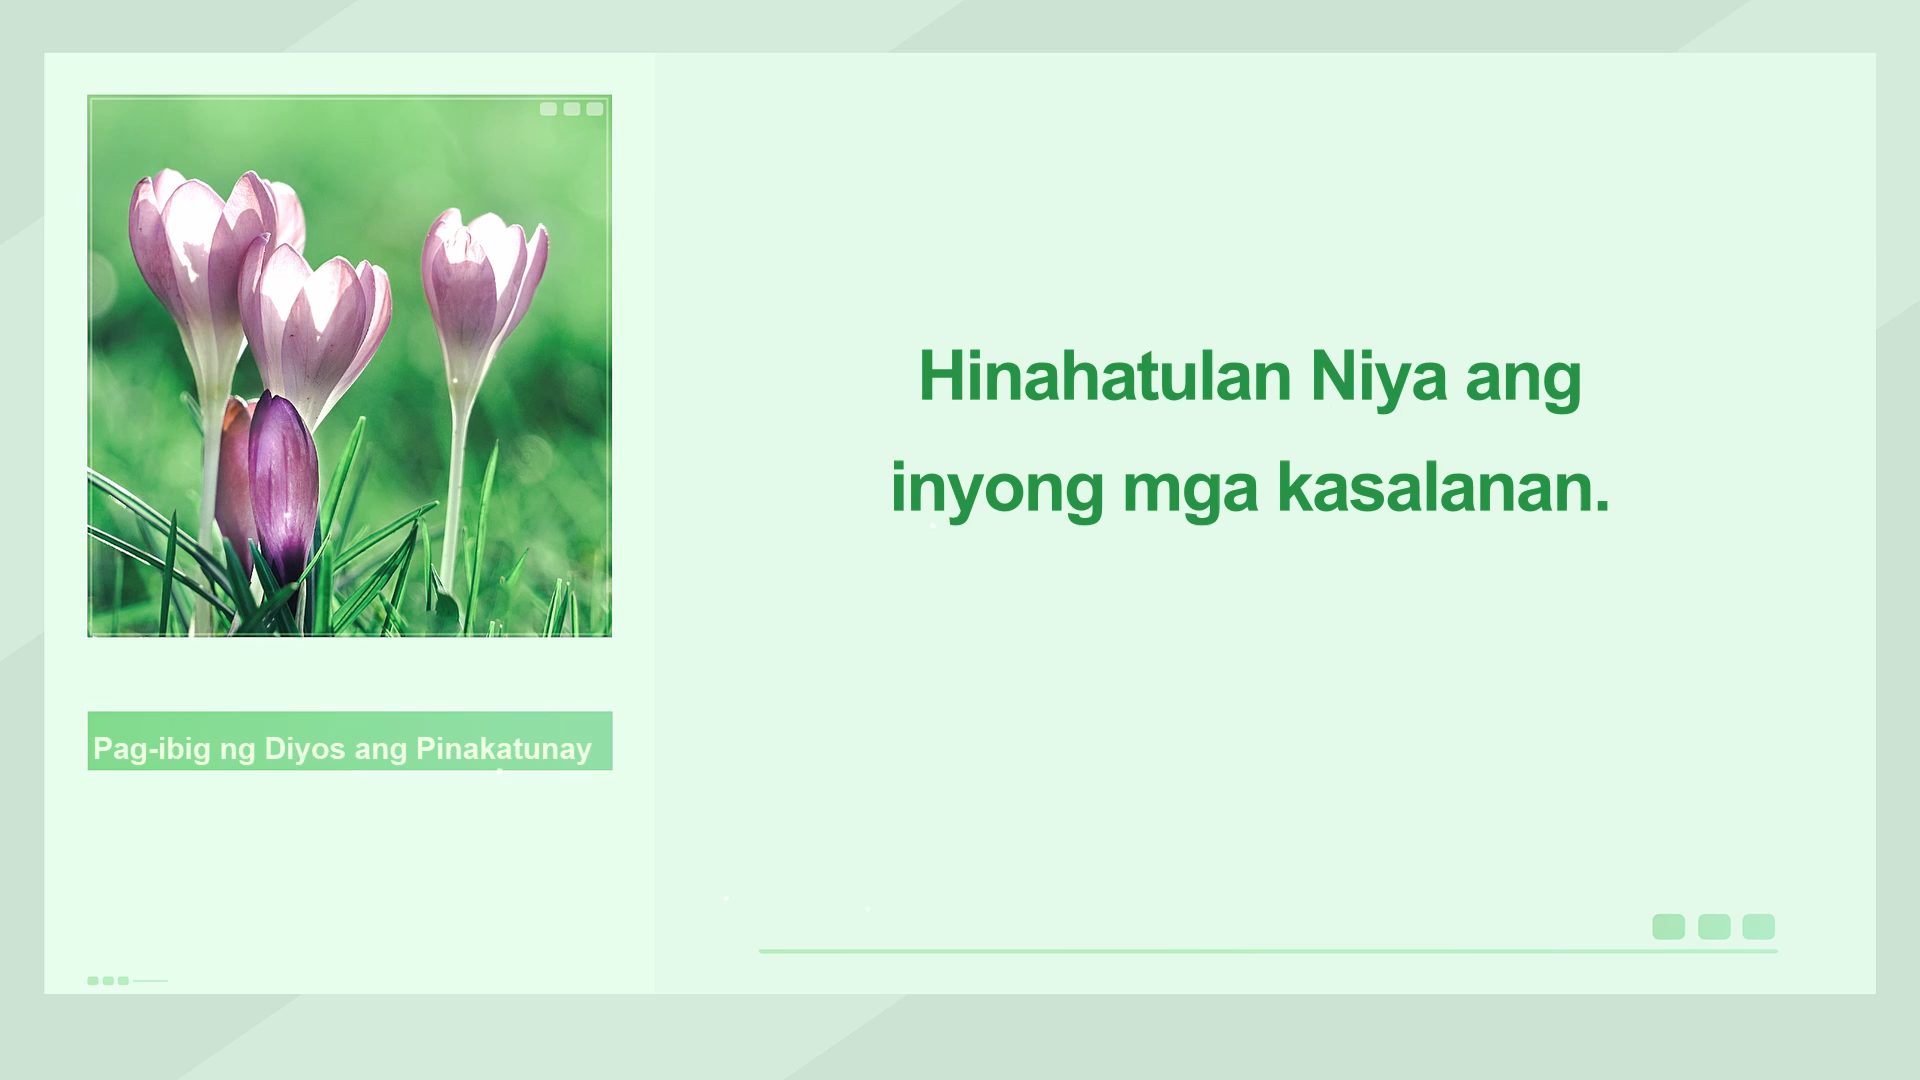 Hinahatulan Niya ang
inyong mga kasalanan.
Pag-ibig ng Diyos ang Pinakatunay